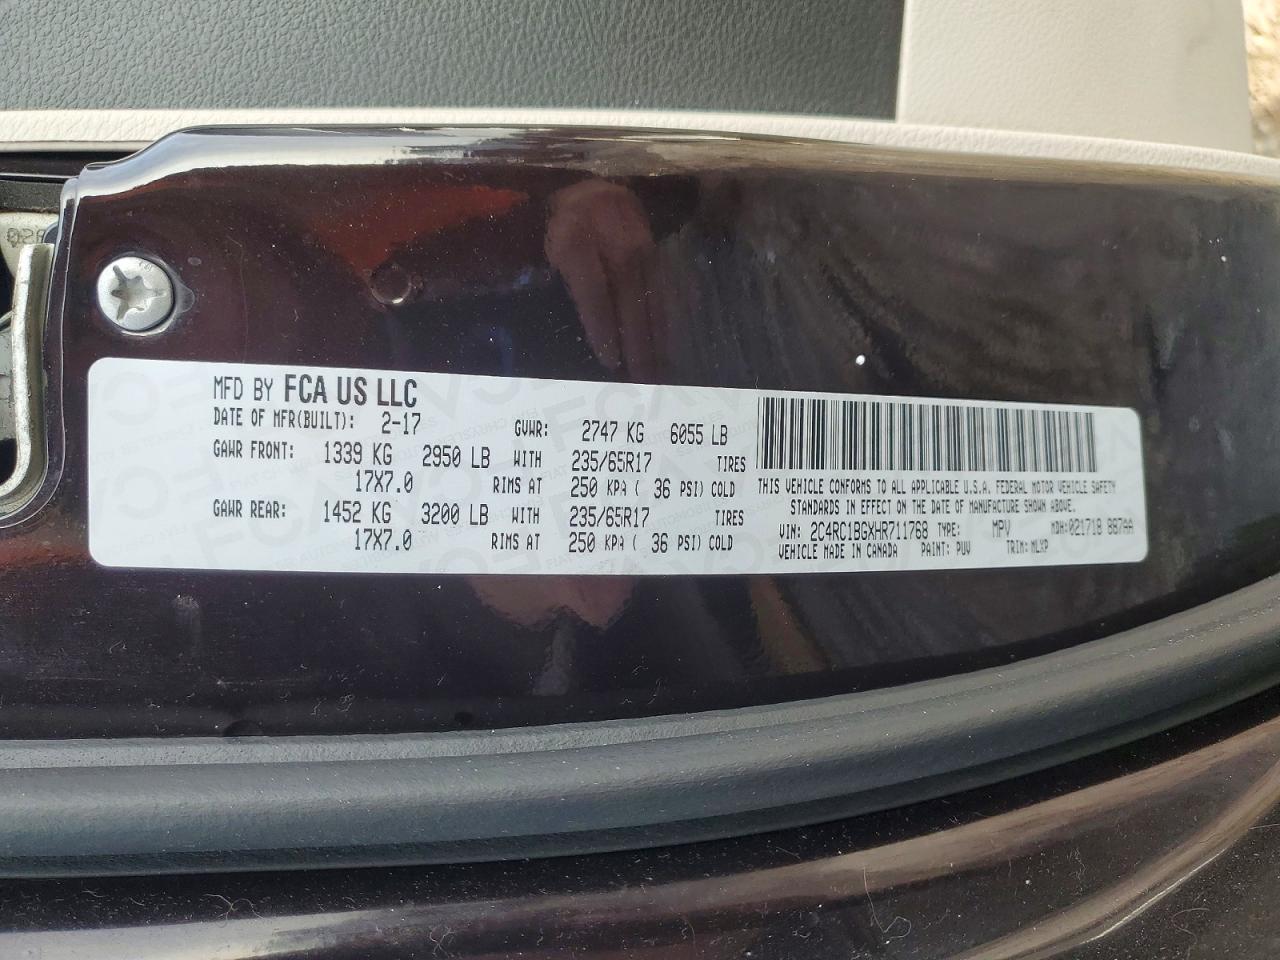 MFD BY FCA US LLC
DATE OF MFR(BUILT): 2-17 GVWR: 2747 KG 6055 LB
GAWR FRONT: 1339 KG 2950 LB WITH 235/65R17 TIRES
17X7.0 RIMS AT 250 KPA ( 36 PSI) COLD
GAWR REAR: 1452 KG 3200 LB WITH 235/65R17 TIRES
17X7.0 RIMS AT 250 KPA ( 36 PSI) COLD
THIS VEHICLE CONFORMS TO ALL APPLICABLE U.S.A. FEDERAL MOTOR VEHICLE SAFETY
STANDARDS IN EFFECT ON THE DATE OF MANUFACTURE SHOWN ABOVE.
VIN: 2C4RC1BGXHR711768 TYPE: MPV MDH:021718 887AA
VEHICLE MADE IN CANADA PAINT: PUV TRIM: MLXP